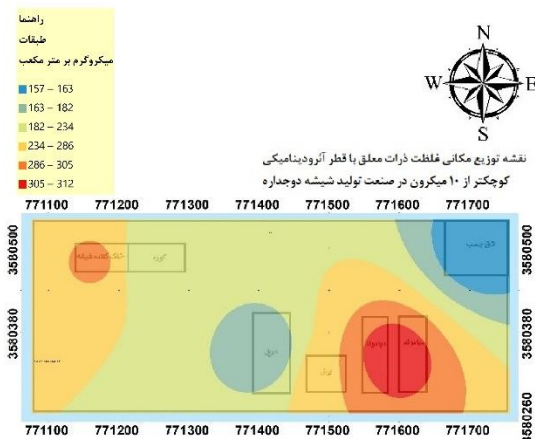 راهنما
طبقات
میکروگرم بر متر مکعب
157 – 163
163 – 182
182 – 234
234 – 286
286 – 305
305 – 312
N
W E
S
نقشه توزیع مکانی غلظت ذرات معلق با قطر آئرودینامیکی
کوچکتر از ۱۰ میکرون در صنعت تولید شیشه دوجداره
771100 771200 771300 771400 771500 771600 771700
3580500 3580500
3580380 3580380
3580260
771100 771200 771300 771400 771500 771600 771700